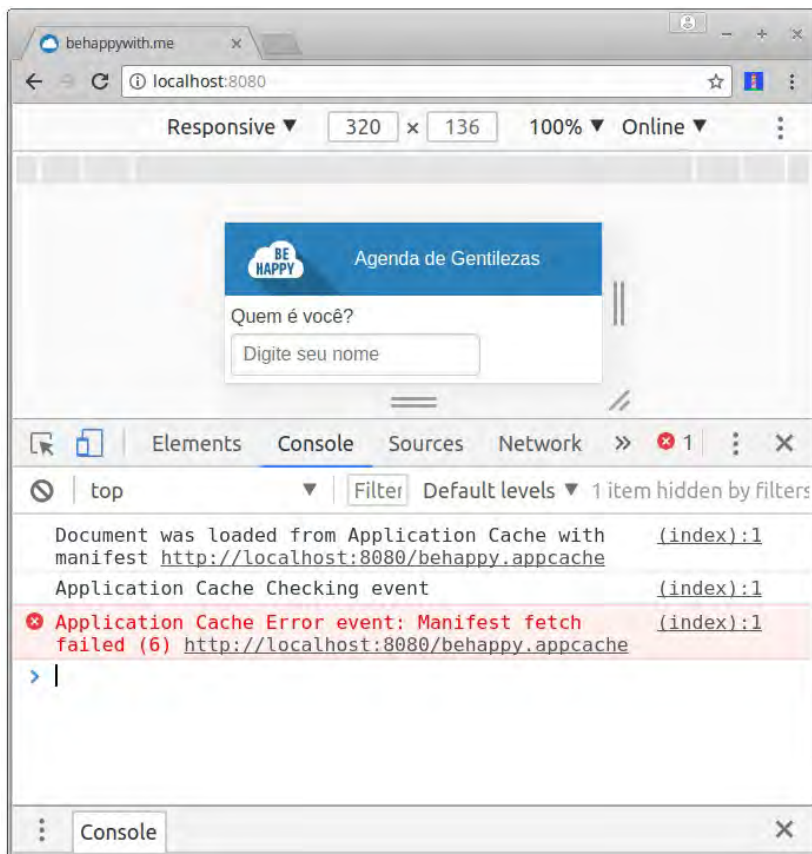 behappywith.me
localhost:8080
Responsive ▼ 320 × 136 100% ▼ Online ▼
BE
HAPPY
Agenda de Gentilezas
Quem é você?
Digite seu nome
Elements Console Sources Network » 1
top ▼ Filter Default levels ▼ 1 item hidden by filters
Document was loaded from Application Cache with (index):1
manifest http://localhost:8080/behappy.appcache
Application Cache Checking event (index):1
Application Cache Error event: Manifest fetch (index):1
failed (6) http://localhost:8080/behappy.appcache
>
Console